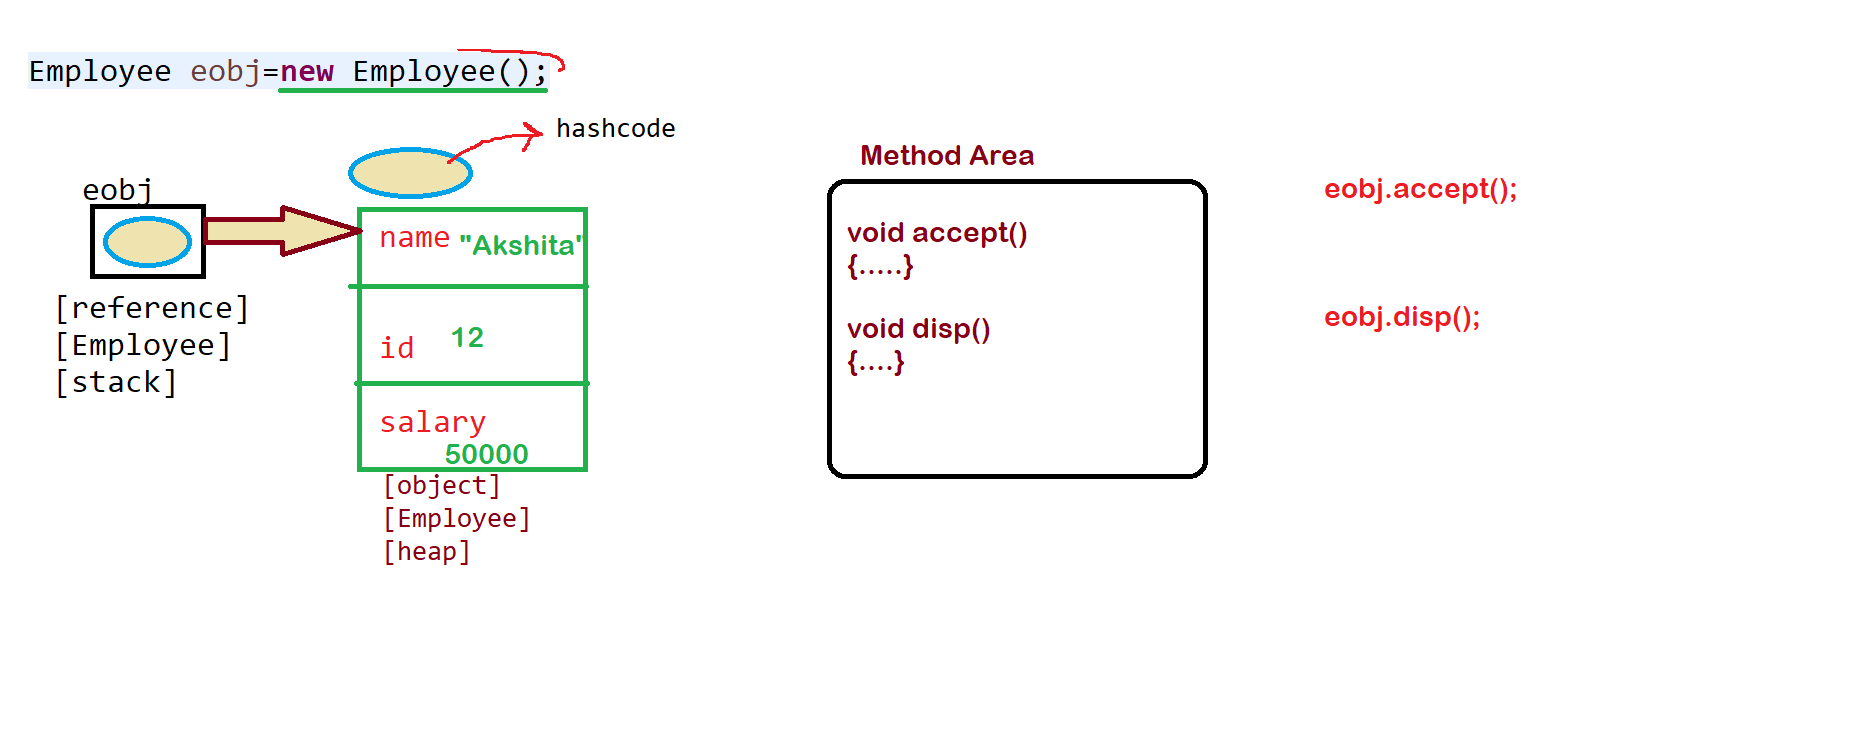 Employee eobj=new Employee();
hashcode
eobj
[reference]
[Employee]
[stack]
name "Akshita"
id 12
salary
50000
[object]
[Employee]
[heap]
Method Area
void accept()
{.....}
void disp()
{....}
eobj.accept();
eobj.disp();